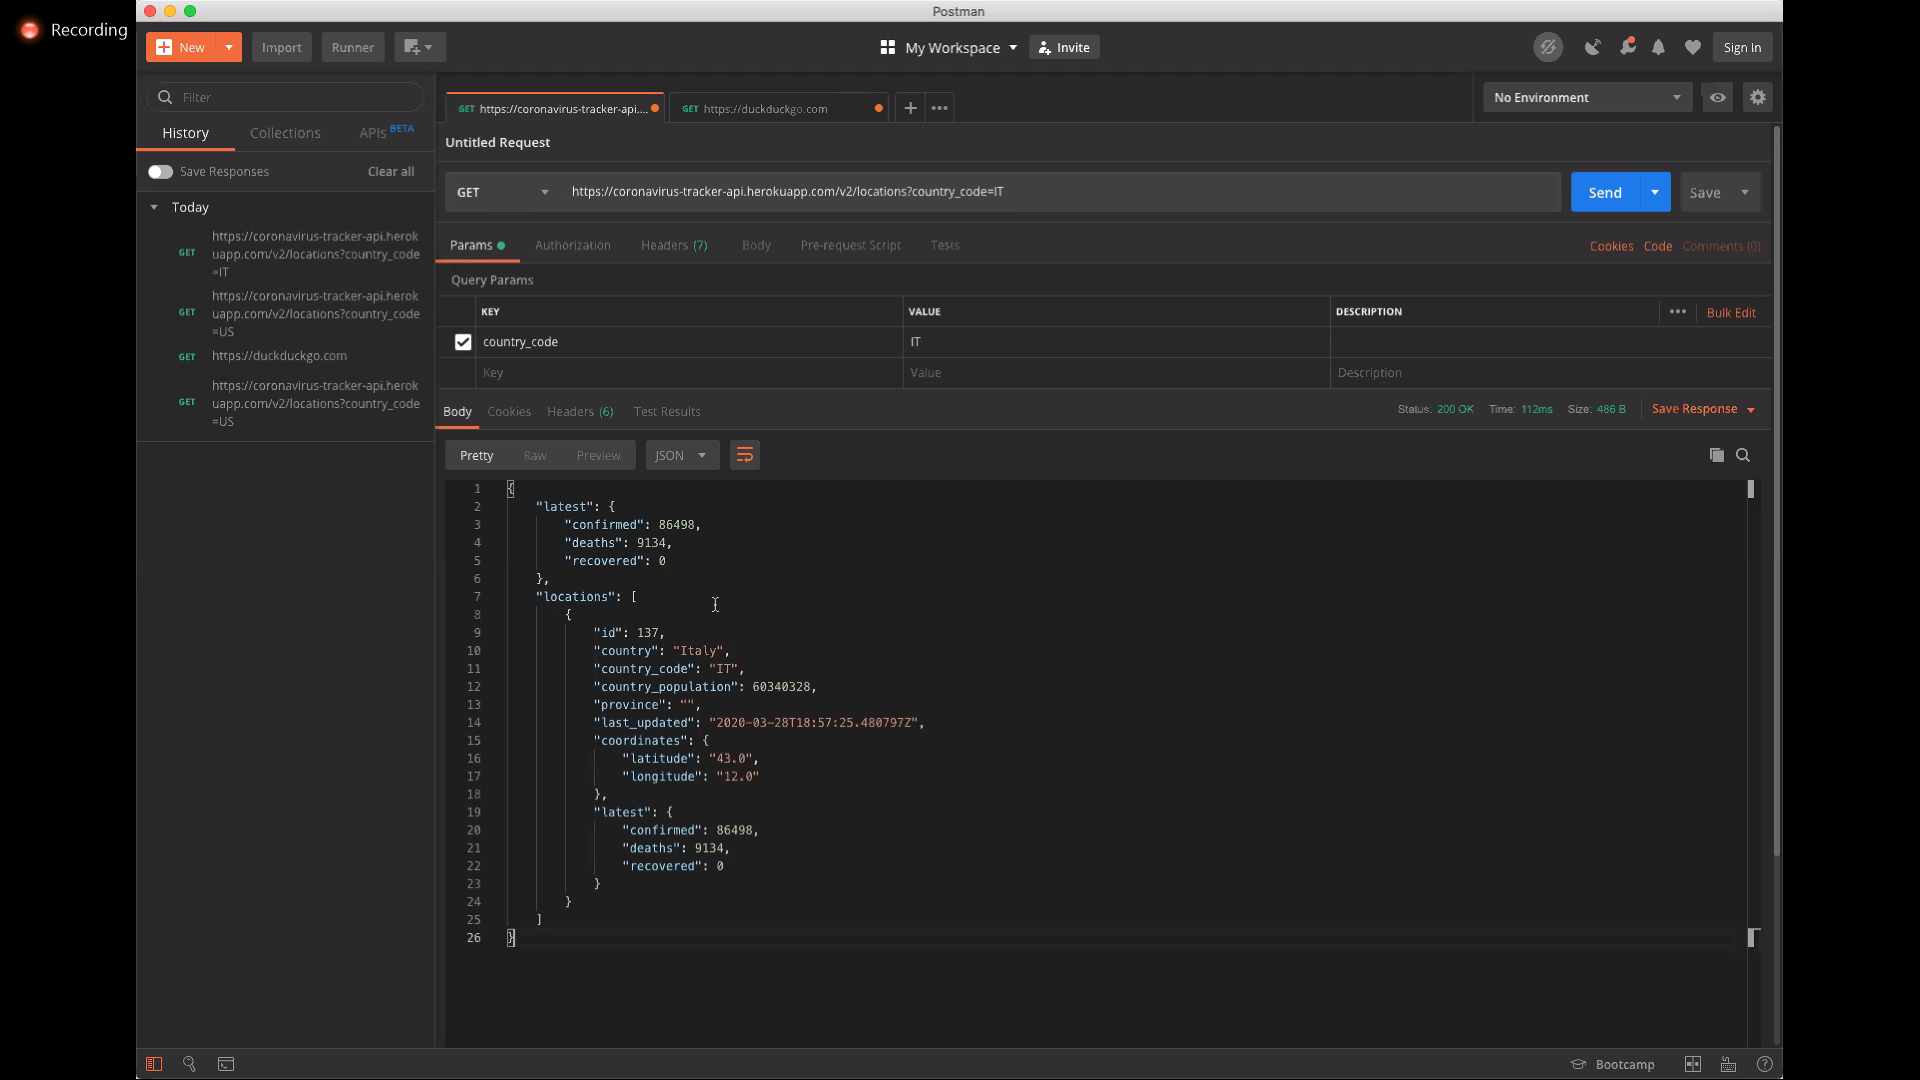 Recording
Postman
New
Import
Runner
My Workspace
Invite
Sign In
Filter
History
Collections
APIs BETA
Save Responses
Clear all
Today
GET
https://coronavirus-tracker-api.herok
uapp.com/v2/locations?country_code
=IT
GET
https://coronavirus-tracker-api.herok
uapp.com/v2/locations?country_code
=US
GET https://duckduckgo.com
GET
https://coronavirus-tracker-api.herok
uapp.com/v2/locations?country_code
=US
GET https://coronavirus-tracker-api....
GET https://duckduckgo.com
No Environment
Untitled Request
GET
https://coronavirus-tracker-api.herokuapp.com/v2/locations?country_code=IT
Send
Save
Params
Authorization
Headers (7)
Body
Pre-request Script
Tests
Cookies
Code
Comments (0)
Query Params
KEY
VALUE
DESCRIPTION
Bulk Edit
country_code
IT
Key
Value
Description
Body
Cookies
Headers (6)
Test Results
Status: 200 OK
Time: 112ms
Size: 486 B
Save Response
Pretty
Raw
Preview
JSON
1 {
2 "latest": {
3 "confirmed": 86498,
4 "deaths": 9134,
5 "recovered": 0
6 },
7 "locations": [
8 {
9 "id": 137,
10 "country": "Italy",
11 "country_code": "IT",
12 "country_population": 60340328,
13 "province": "",
14 "last_updated": "2020-03-28T18:57:25.480797Z",
15 "coordinates": {
16 "latitude": "43.0",
17 "longitude": "12.0"
18 },
19 "latest": {
20 "confirmed": 86498,
21 "deaths": 9134,
22 "recovered": 0
23 }
24 }
25 ]
26 }
Bootcamp